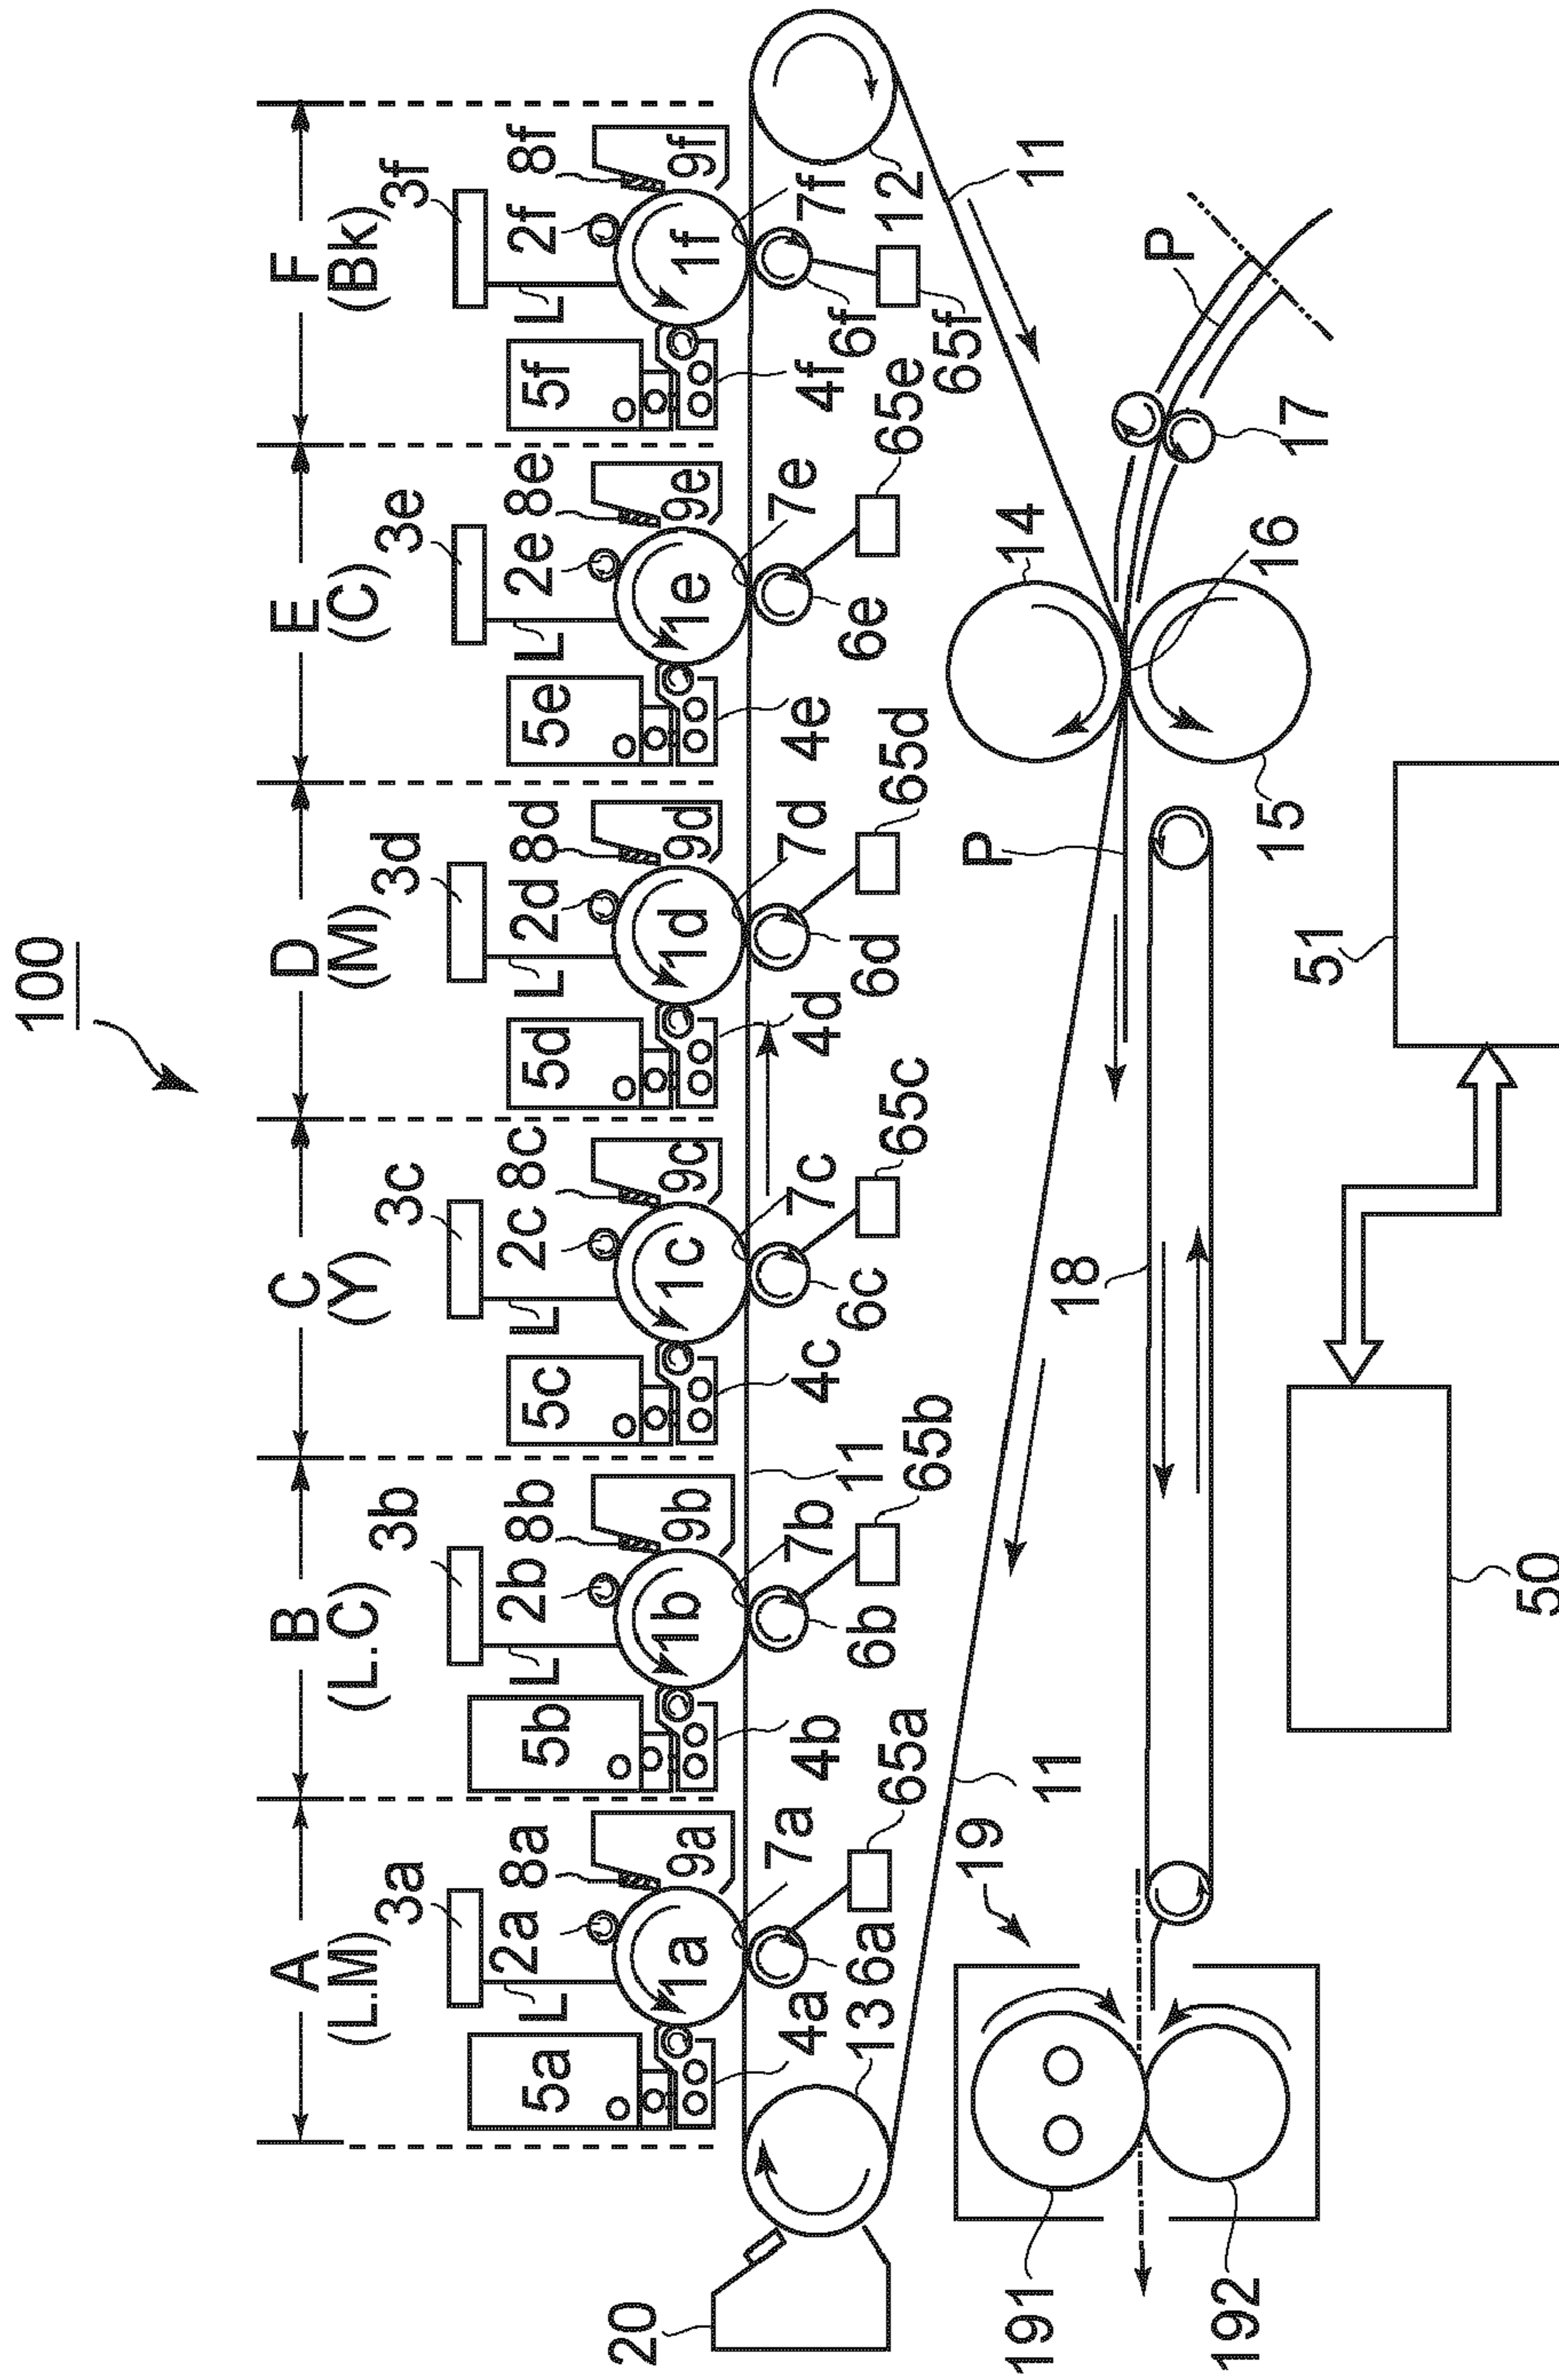 100
A B C D E F
(L.M) (L.C) (Y) (M) (C) (Bk)
3a 3b 3c 3d 3e 3f
2a 8a 2b 8b 2c 8c 2d 8d 2e 8e 2f 8f
L L L L L L
5a 5b 5c 5d 5e 5f
1a 9a 1b 9b 1c 9c 1d 9d 1e 9e 1f 9f
4a 7a 4b 7b 4c 7c 4d 7d 4e 7e 4f 7f
13 6a 6b 11 6c 6d 6e 6f 12
65a 65b 65c 65d 65e 65f
20
11
11
19 P 14 P
18
191 192 15 16 17
50 51